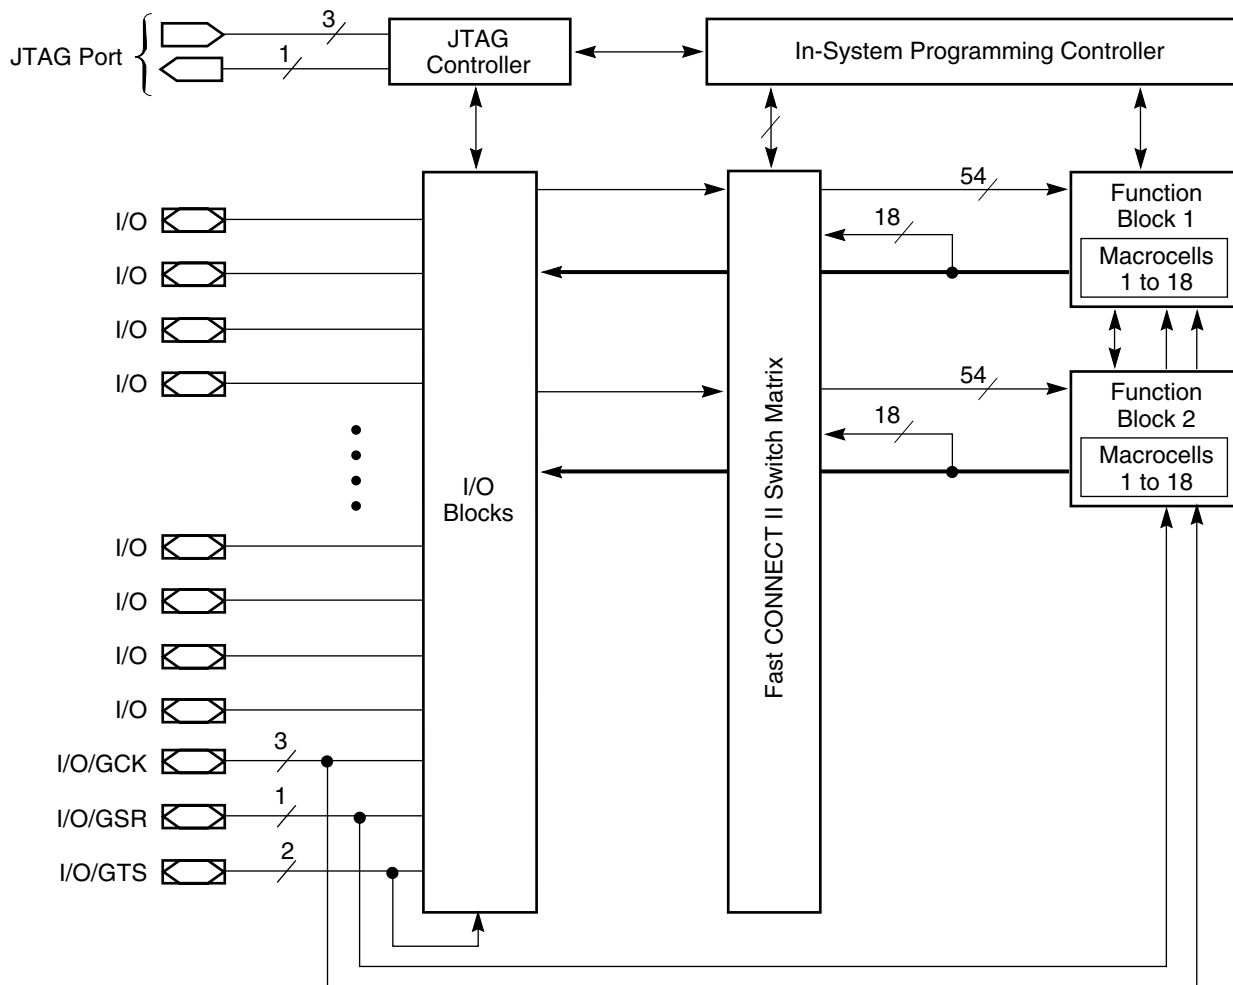 JTAG Port
3
1
JTAG
Controller
In-System Programming Controller
54
18
Function
Block 1
Macrocells
1 to 18
I/O
I/O
I/O
I/O
54
18
Function
Block 2
Macrocells
1 to 18
I/O
Blocks
Fast CONNECT II Switch Matrix
I/O
I/O
I/O
I/O
I/O/GCK
3
I/O/GSR
1
I/O/GTS
2